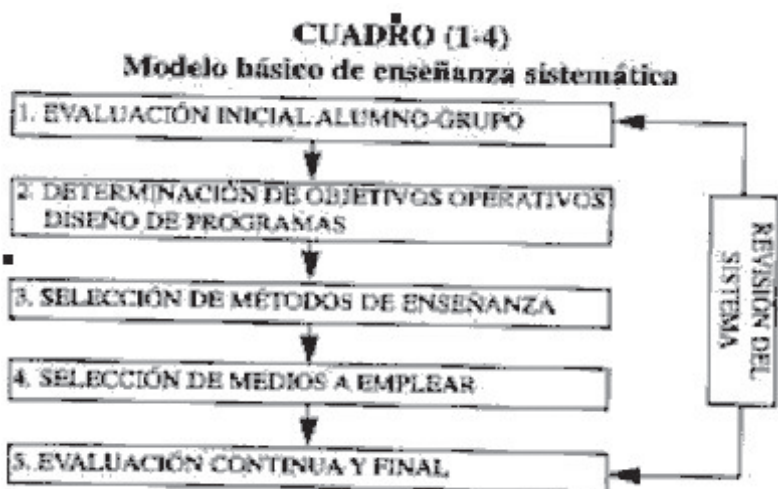 CUADRO (1-4)
Modelo básico de enseñanza sistemática
1. EVALUACIÓN INICIAL ALUMNO-GRUPO
2. DETERMINACIÓN DE OBJETIVOS OPERATIVOS
DISEÑO DE PROGRAMAS
3. SELECCIÓN DE MÉTODOS DE ENSEÑANZA
4. SELECCIÓN DE MEDIOS A EMPLEAR
5. EVALUACIÓN CONTINUA Y FINAL
REVISIÓN DEL
SISTEMA